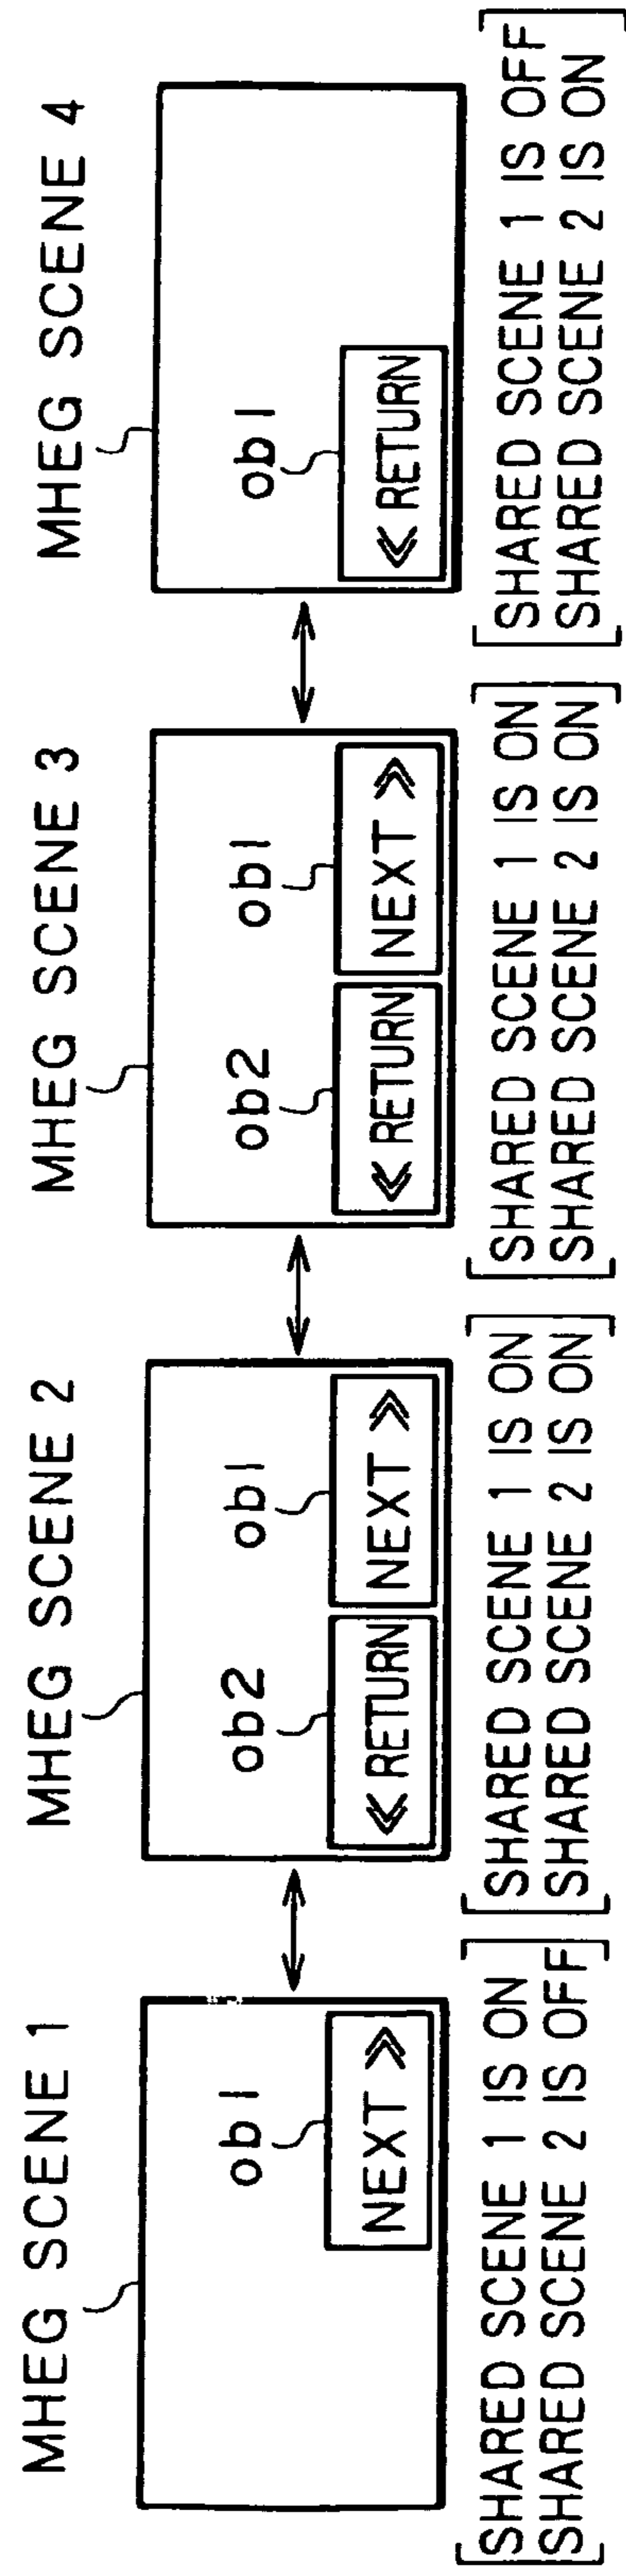 MHEG SCENE 1
ob1
NEXT >>
SHARED SCENE 1 IS ON
SHARED SCENE 2 IS OFF
MHEG SCENE 2
ob2
ob1
<< RETURN
NEXT >>
SHARED SCENE 1 IS ON
SHARED SCENE 2 IS ON
MHEG SCENE 3
ob2
ob1
<< RETURN
NEXT >>
SHARED SCENE 1 IS ON
SHARED SCENE 2 IS ON
MHEG SCENE 4
ob1
<< RETURN
SHARED SCENE 1 IS OFF
SHARED SCENE 2 IS ON